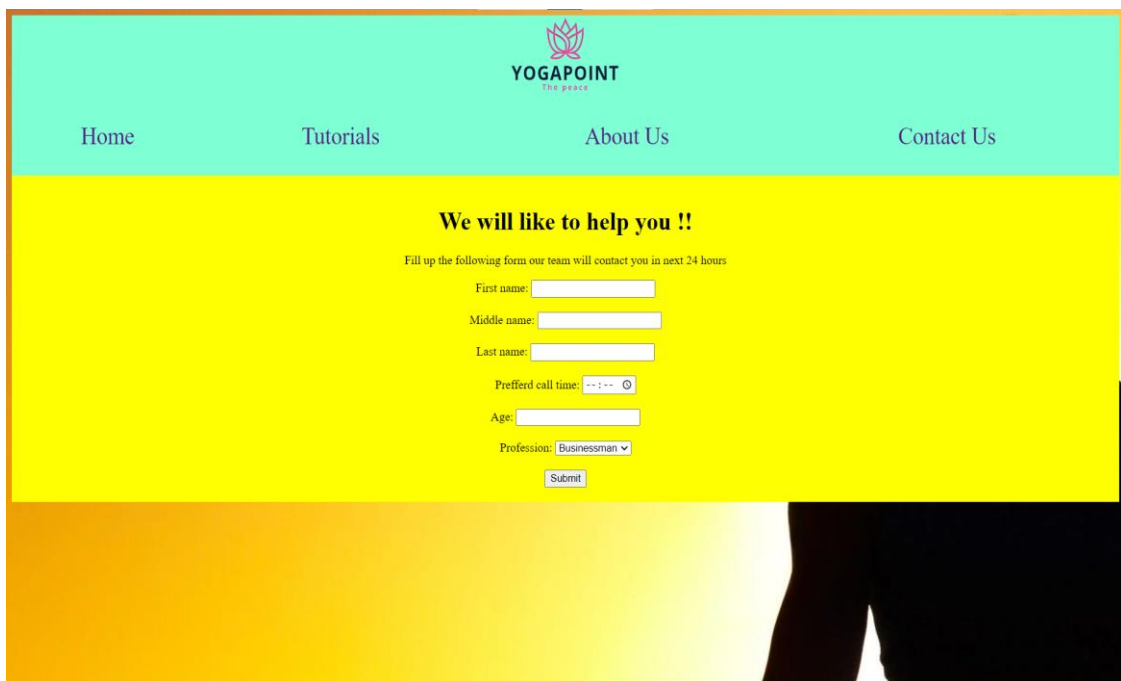 YOGAPOINT
The peace
Home Tutorials About Us Contact Us
We will like to help you !!
Fill up the following form our team will contact you in next 24 hours
First name:
Middle name:
Last name:
Prefferd call time: --:--
Age:
Profession: Businessman
Submit